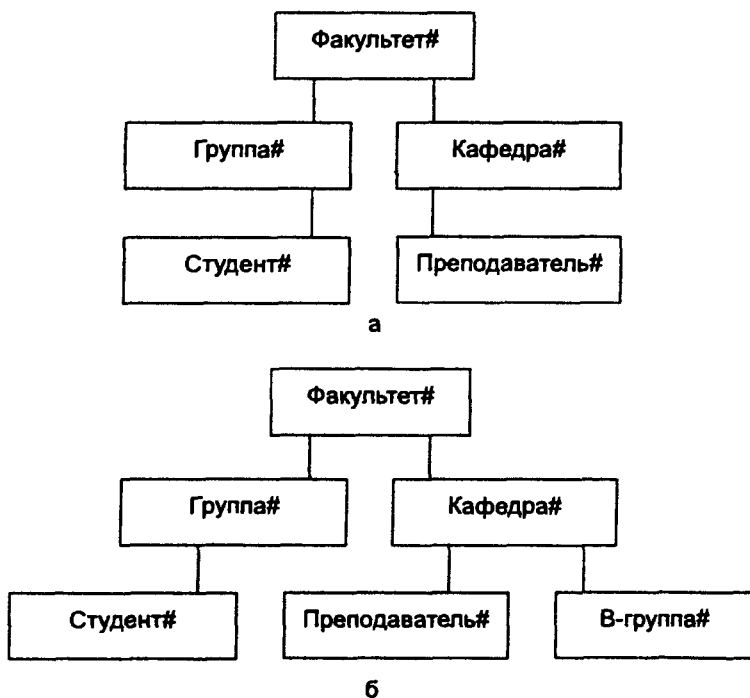 Факультет#
Группа# Кафедра#
Студент# Преподаватель#
а
Факультет#
Группа# Кафедра#
Студент# Преподаватель# В-группа#
б